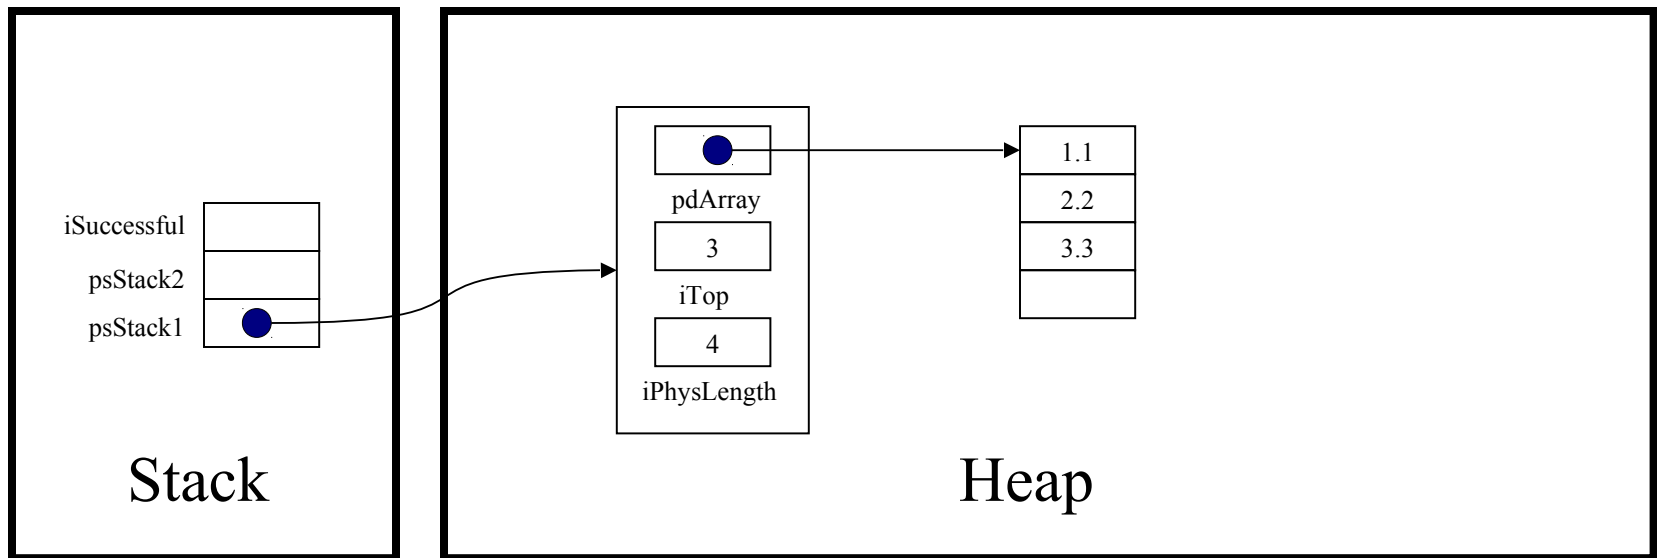 iSuccessful
psStack2
psStack1
Stack
pdArray
3
iTop
4
iPhysLength
1.1
2.2
3.3
Heap